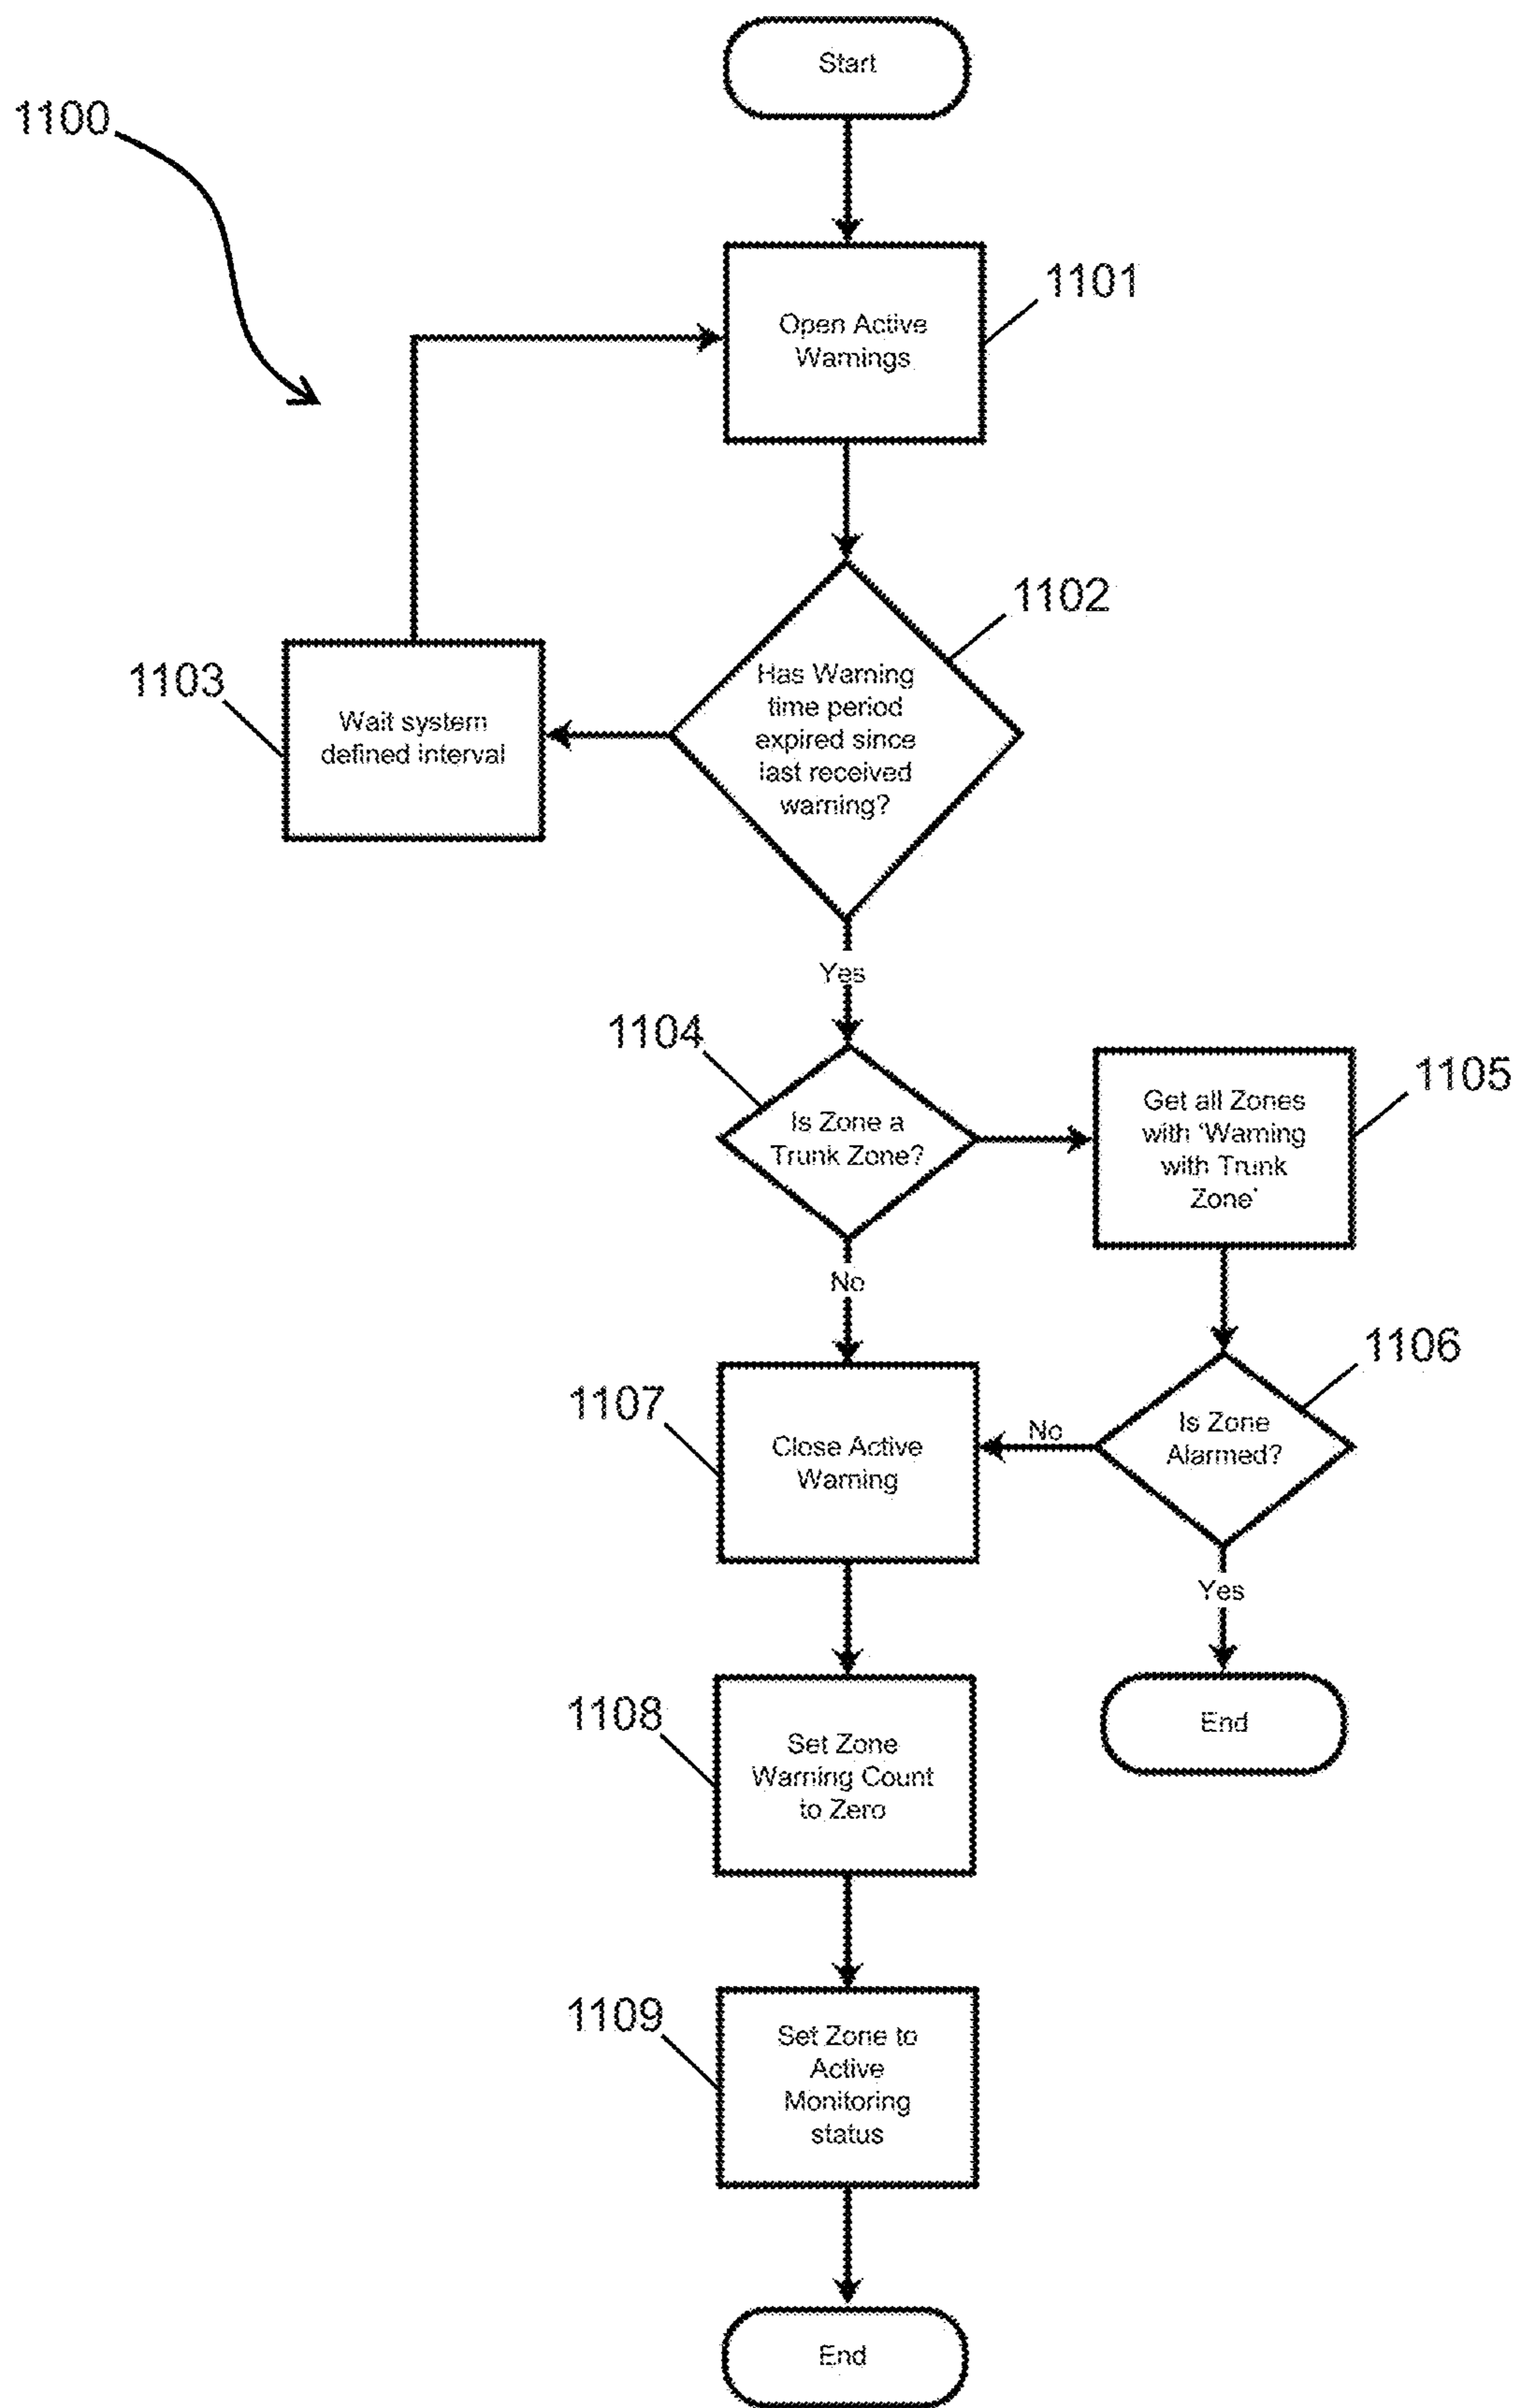 Start
1100
1101
Open Active
Warnings
1102
Has Warning
time period
expired since
last received
warning?
1103
Wait system
defined interval
Yes
1104
Is Zone a
Trunk Zone?
1105
Get all Zones
with ‘Warning
with Trunk
Zone’
No
1106
Is Zone
Alarmed?
No
1107
Close Active
Warning
Yes
End
1108
Set Zone
Warning Count
to Zero
1109
Set Zone to
Active
Monitoring
status
End